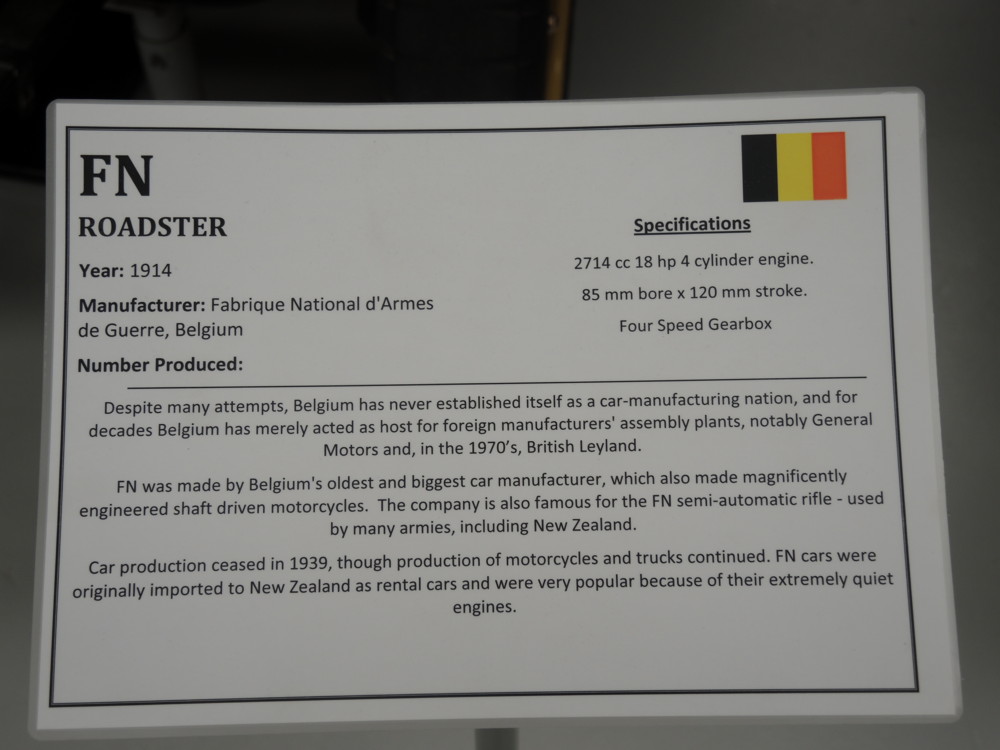 FN
ROADSTER
Year: 1914
Manufacturer: Fabrique National d'Armes
de Guerre, Belgium
Number Produced:
Specifications
2714 cc 18 hp 4 cylinder engine.
85 mm bore x 120 mm stroke.
Four Speed Gearbox
Despite many attempts, Belgium has never established itself as a car-manufacturing nation, and for
decades Belgium has merely acted as host for foreign manufacturers' assembly plants, notably General
Motors and, in the 1970's, British Leyland.
FN was made by Belgium's oldest and biggest car manufacturer, which also made magnificently
engineered shaft driven motorcycles. The company is also famous for the FN semi-automatic rifle - used
by many armies, including New Zealand.
Car production ceased in 1939, though production of motorcycles and trucks continued. FN cars were
originally imported to New Zealand as rental cars and were very popular because of their extremely quiet
engines.